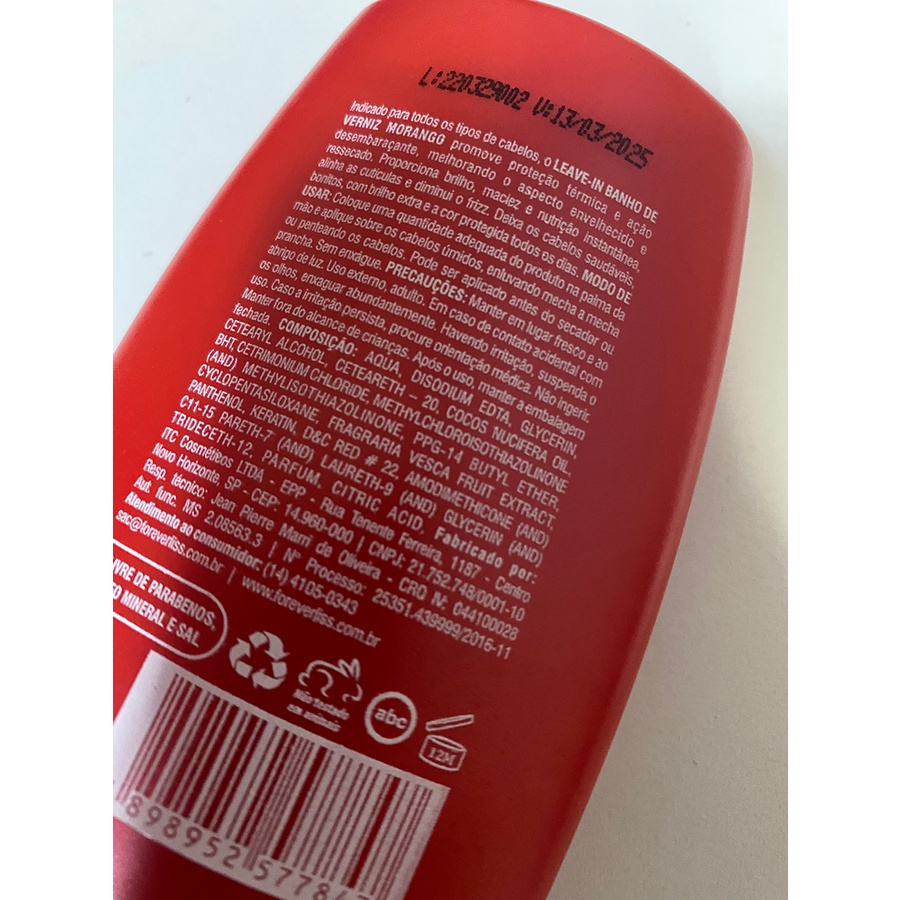 L:220329002 V:13/03/2025
Indicado para todos os tipos de cabelos, o LEAVE-IN BANHO DE
VERNIZ MORANGO promove proteção térmica e ação
desembaraçante, melhorando o aspecto envelhecido e
ressecado. Proporciona brilho, maciez e nutrição instantânea,
alinha as cutículas e diminui o frizz. Deixa os cabelos saudáveis,
bonitos, com brilho extra e a cor protegida todos os dias. MODO DE
USAR: Coloque uma quantidade adequada do produto na palma da
mão e aplique sobre os cabelos úmidos, enluvando mecha a mecha
ou penteando os cabelos. Pode ser aplicado antes do secador ou
prancha. Sem enxágue. PRECAUÇÕES: Manter em lugar fresco e ao
abrigo de luz. Uso externo, adulto. Em caso de contato acidental com
os olhos, enxaguar abundantemente. Havendo irritação, suspenda o
uso. Caso a irritação persista, procure orientação médica. Não ingerir.
Manter fora do alcance de crianças. Após o uso, manter a embalagem
fechada. COMPOSIÇÃO: AQUA, DISODIUM EDTA, GLYCERIN,
CETEARYL ALCOHOL, CETEARETH – 20, COCOS NUCIFERA OIL,
BHT, CETRIMONIUM CHLORIDE, METHYLCHLOROISOTHIAZOLINONE
(AND) METHYLISOTHIAZOLINONE, PPG-14 BUTYL ETHER,
CYCLOPENTASILOXANE, FRAGRARIA VESCA FRUIT EXTRACT,
PANTHENOL, KERATIN, D&C RED # 22, AMODIMETHICONE (AND)
C11-15 PARETH-7 (AND) LAURETH-9 (AND) GLYCERIN (AND)
TRIDECETH-12, PARFUM, CITRIC ACID. Fabricado por:
ITC Cosméticos LTDA - EPP - Rua Tenente Ferreira, 1187 - Centro
Novo Horizonte, SP - CEP: 14.960-000 | CNPJ: 21.752.748/0001-10
Resp. técnico: Jean Pierre Marri de Oliveira - CRQ IV: 044100028
Aut. func. MS 2.08563.3 | Nº Processo: 25351.439999/2016-11
Atendimento ao consumidor: (14) 4105-0343
sac@foreverliss.com.br | www.foreverliss.com.br
IVRE DE PARABENOS,
EO MINERAL E SAL
Não testado
em animais
abc
12M
898952 5778